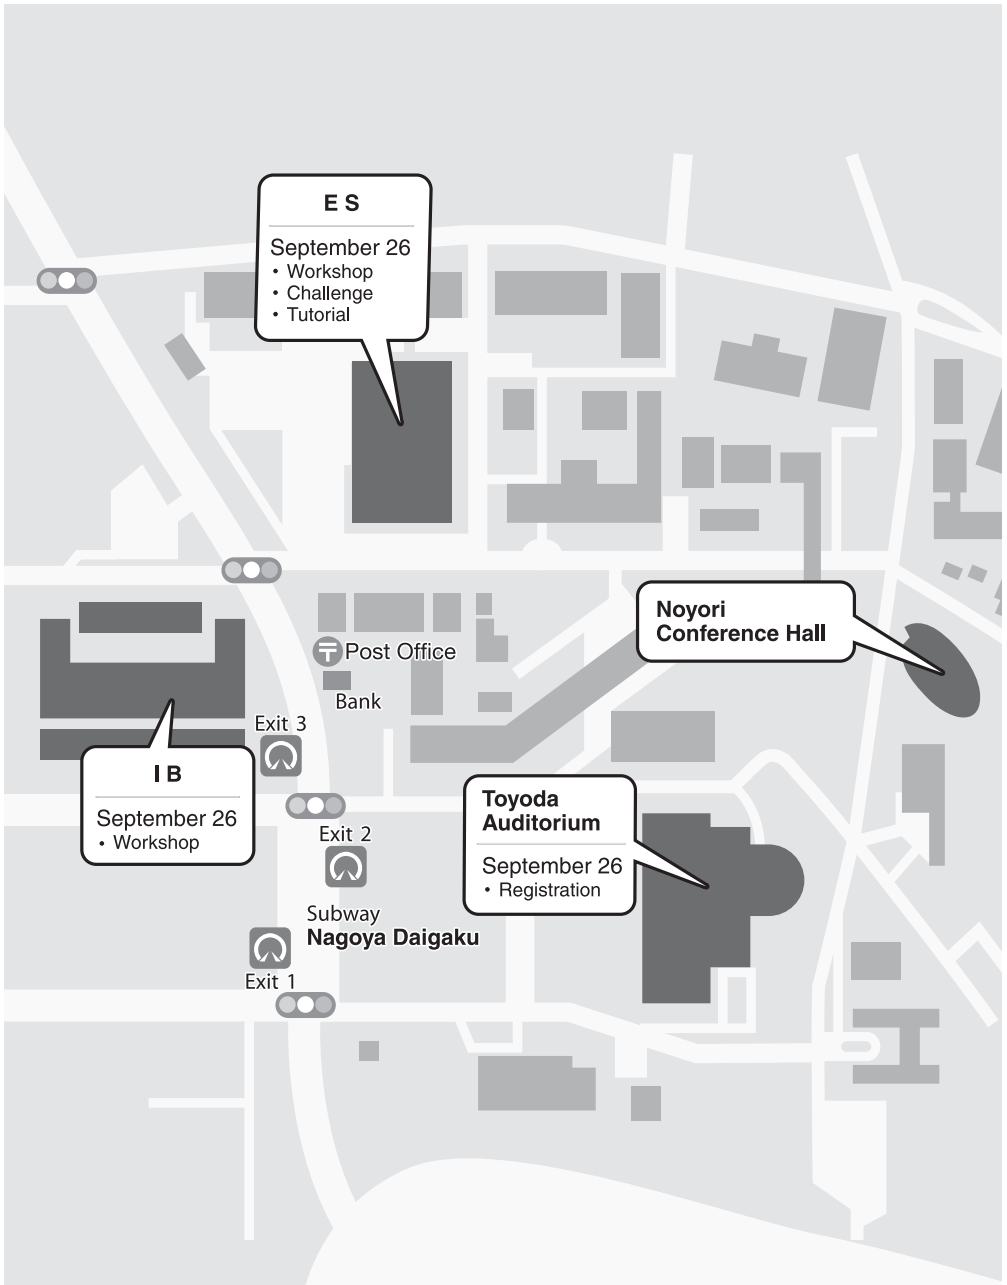 E S
September 26
• Workshop
• Challenge
• Tutorial
Noyori
Conference Hall
〒 Post Office
Bank
Exit 3
I B
September 26
• Workshop
Toyoda
Auditorium
September 26
• Registration
Exit 2
Subway
Nagoya Daigaku
Exit 1